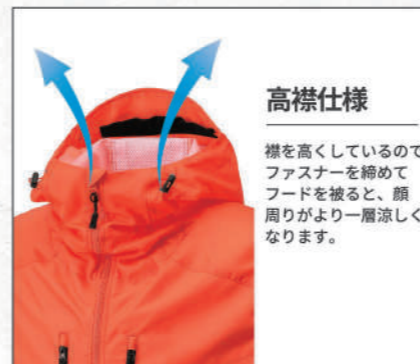 高襟仕様
襟を高くしているので
ファスナーを締めて
フードを被ると、顔
周りがより一層涼しく
なります。